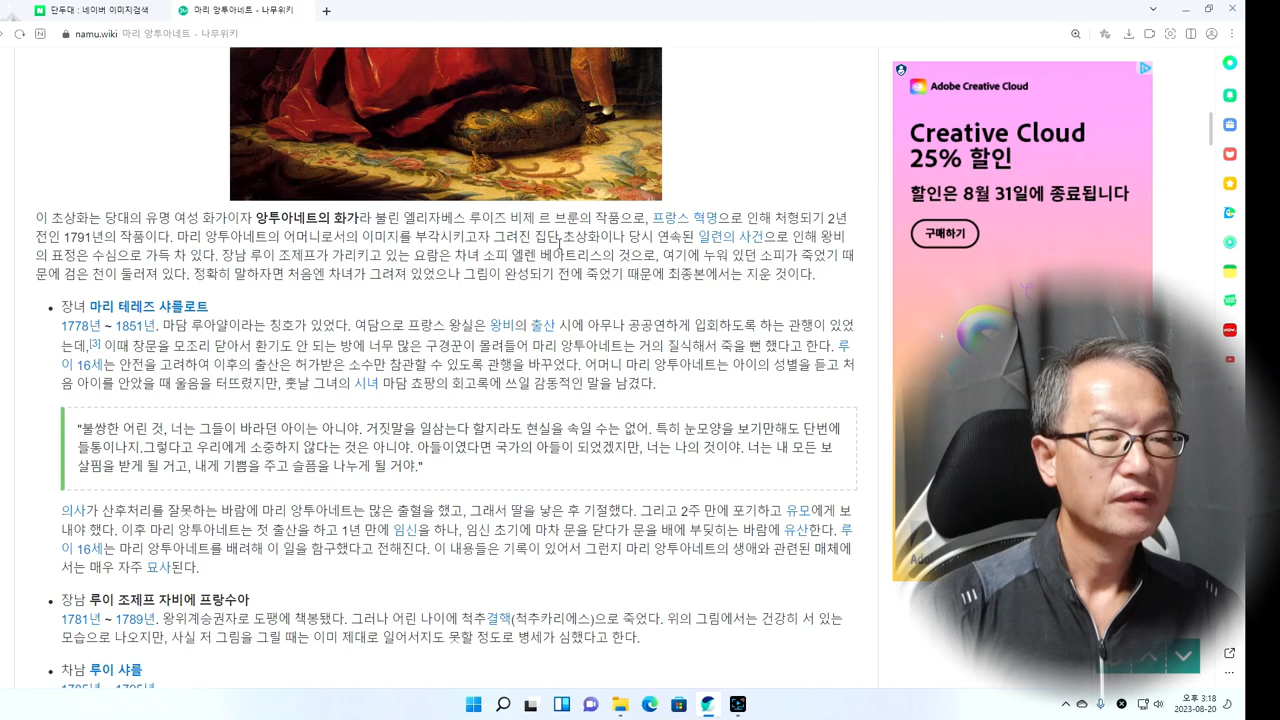 단두대 : 네이버 이미지검색
마리 앙투아네트 - 나무위키
namu.wiki 마리 앙투아네트 - 나무위키
이 초상화는 당대의 유명 여성 화가이자 앙투아네트의 화가라 불린 엘리자베스 루이즈 비제 르 브룬의 작품으로, 프랑스 혁명으로 인해 처형되기 2년
전인 1791년의 작품이다. 마리 앙투아네트의 어머니로서의 이미지를 부각시키고자 그려진 집단 초상화이나 당시 연속된 일련의 사건으로 인해 왕비
의 표정은 수심으로 가득 차 있다. 장남 루이 조제프가 가리키고 있는 요람은 차녀 소피 엘렌 베아트리스의 것으로, 여기에 누워 있던 소피가 죽었기 때
문에 검은 천이 둘러져 있다. 정확히 말하자면 처음엔 차녀가 그려져 있었으나 그림이 완성되기 전에 죽었기 때문에 최종본에서는 지운 것이다.
• 장녀 마리 테레즈 샤를로트
1778년 ~ 1851년. 마담 루아얄이라는 칭호가 있었다. 여담으로 프랑스 왕실은 왕비의 출산 시에 아무나 공공연하게 입회하도록 하는 관행이 있었
는데,[3] 이때 창문을 모조리 닫아서 환기도 안 되는 방에 너무 많은 구경꾼이 몰려들어 마리 앙투아네트는 거의 질식해서 죽을 뻔 했다고 한다. 루
이 16세는 안전을 고려하여 이후의 출산은 허가받은 소수만 참관할 수 있도록 관행을 바꾸었다. 어머니 마리 앙투아네트는 아이의 성별을 듣고 처
음 아이를 안았을 때 울음을 터뜨렸지만, 훗날 그녀의 시녀 마담 쵸팡의 회고록에 쓰일 감동적인 말을 남겼다.
"불쌍한 어린 것, 너는 그들이 바라던 아이는 아니야. 거짓말을 일삼는다 할지라도 현실을 속일 수는 없어. 특히 눈모양을 보기만해도 단번에
들통이나지.그렇다고 우리에게 소중하지 않다는 것은 아니야. 아들이였다면 국가의 아들이 되었겠지만, 너는 나의 것이야. 너는 내 모든 보
살핌을 받게 될 거고, 내게 기쁨을 주고 슬픔을 나누게 될 거야."
의사가 산후처리를 잘못하는 바람에 마리 앙투아네트는 많은 출혈을 했고, 그래서 딸을 낳은 후 기절했다. 그리고 2주 만에 포기하고 유모에게 보
내야 했다. 이후 마리 앙투아네트는 첫 출산을 하고 1년 만에 임신을 하나, 임신 초기에 마차 문을 닫다가 문을 배에 부딪히는 바람에 유산한다. 루
이 16세는 마리 앙투아네트를 배려해 이 일을 함구했다고 전해진다. 이 내용들은 기록이 있어서 그런지 마리 앙투아네트의 생애와 관련된 매체에
서는 매우 자주 묘사된다.
• 장남 루이 조제프 자비에 프랑수아
1781년 ~ 1789년. 왕위계승권자로 도팽에 책봉됐다. 그러나 어린 나이에 척추결핵(척추카리에스)으로 죽었다. 위의 그림에서는 건강히 서 있는
모습으로 나오지만, 사실 저 그림을 그릴 때는 이미 제대로 일어서지도 못할 정도로 병세가 심했다고 한다.
• 차남 루이 샤를
1785년 ~ 1795년
Adobe Creative Cloud
Creative Cloud
25% 할인
할인은 8월 31일에 종료됩니다
구매하기
Ado
오후 3:18
2023-08-20